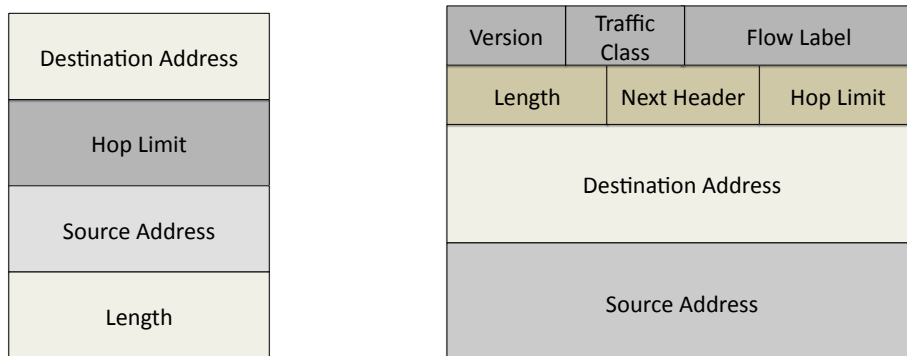 Destination Address
Hop Limit
Source Address
Length
Version Traffic Class Flow Label
Length Next Header Hop Limit
Destination Address
Source Address